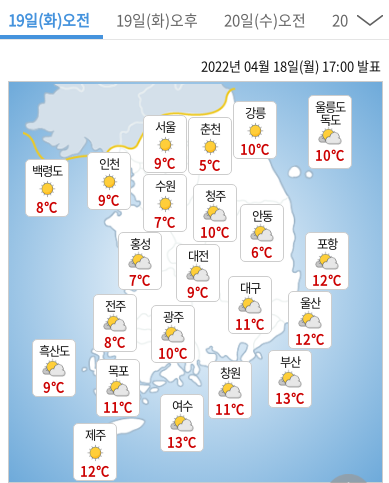 19일(화)오전 19일(화)오후 20일(수)오전 20
2022년 04월 18일(월) 17:00 발표
강릉
10℃
울릉도
독도
10℃
서울
9℃
춘천
5℃
백령도
8℃
인천
9℃
수원
7℃
청주
10℃
안동
6℃
홍성
7℃
대전
9℃
포항
12℃
대구
11℃
울산
12℃
전주
8℃
광주
10℃
흑산도
9℃
목포
11℃
창원
11℃
부산
13℃
여수
13℃
제주
12℃